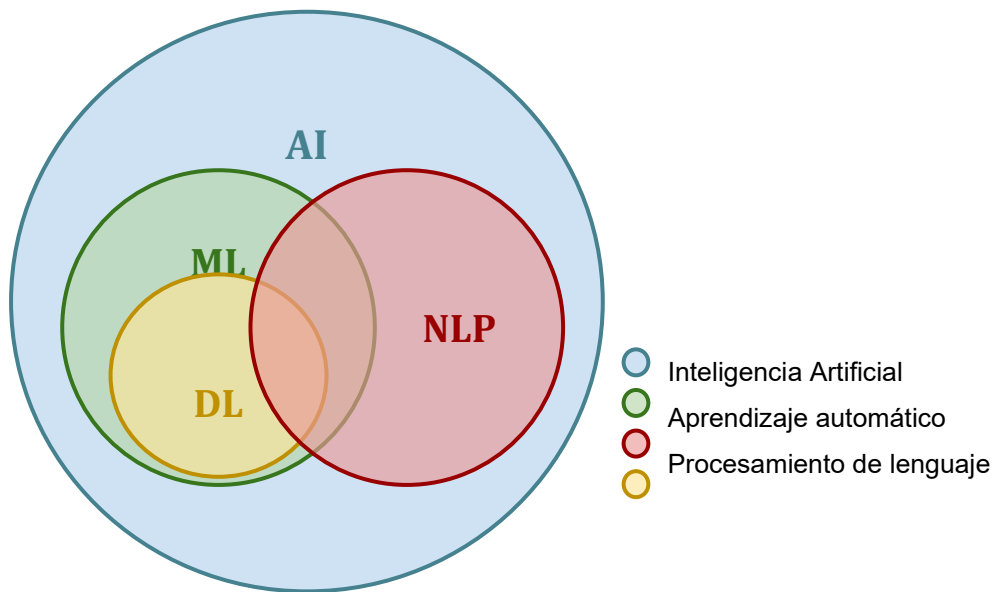 AI
ML
NLP
DL
Inteligencia Artificial
Aprendizaje automático
Procesamiento de lenguaje